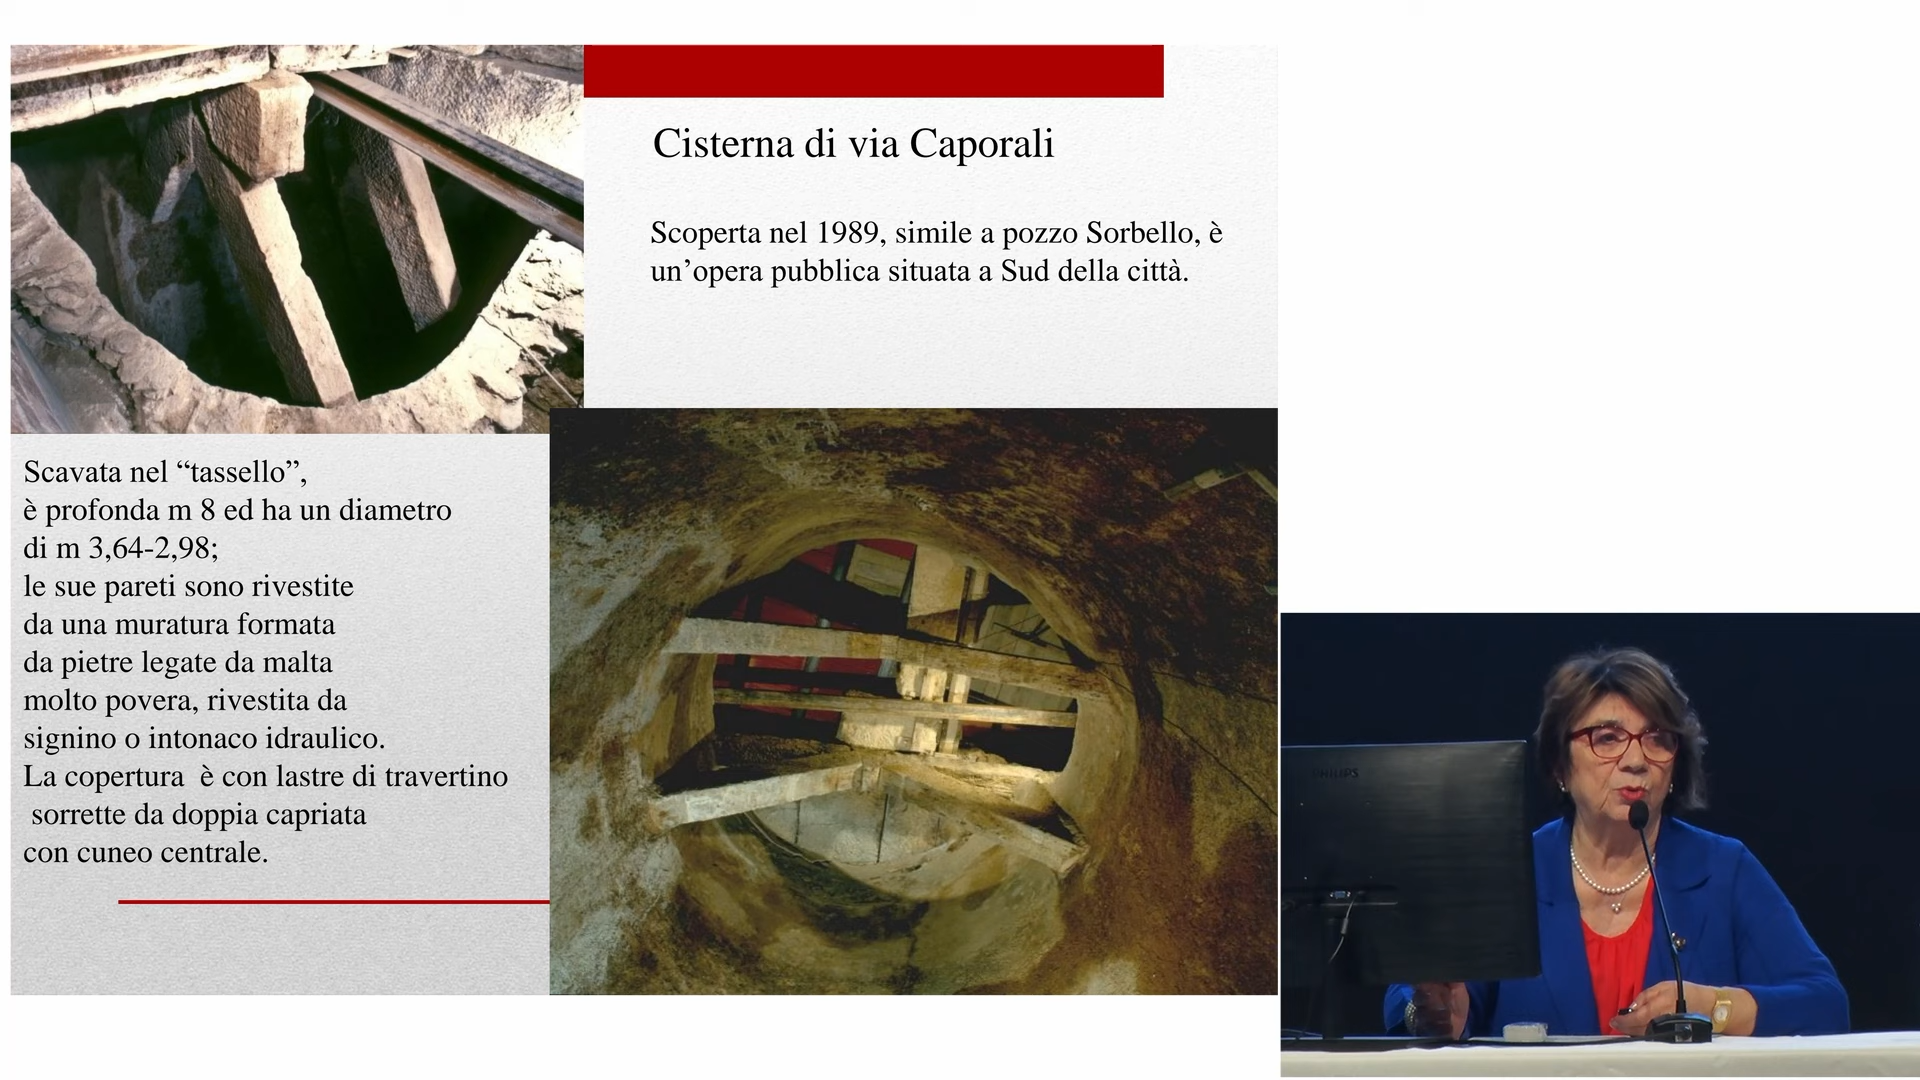 Cisterna di via Caporali
Scoperta nel 1989, simile a pozzo Sorbello, è
un’opera pubblica situata a Sud della città.
Scavata nel “tassello”,
è profonda m 8 ed ha un diametro
di m 3,64-2,98;
le sue pareti sono rivestite
da una muratura formata
da pietre legate da malta
molto povera, rivestita da
signino o intonaco idraulico.
La copertura è con lastre di travertino
sorrette da doppia capriata
con cuneo centrale.
PHILIPS